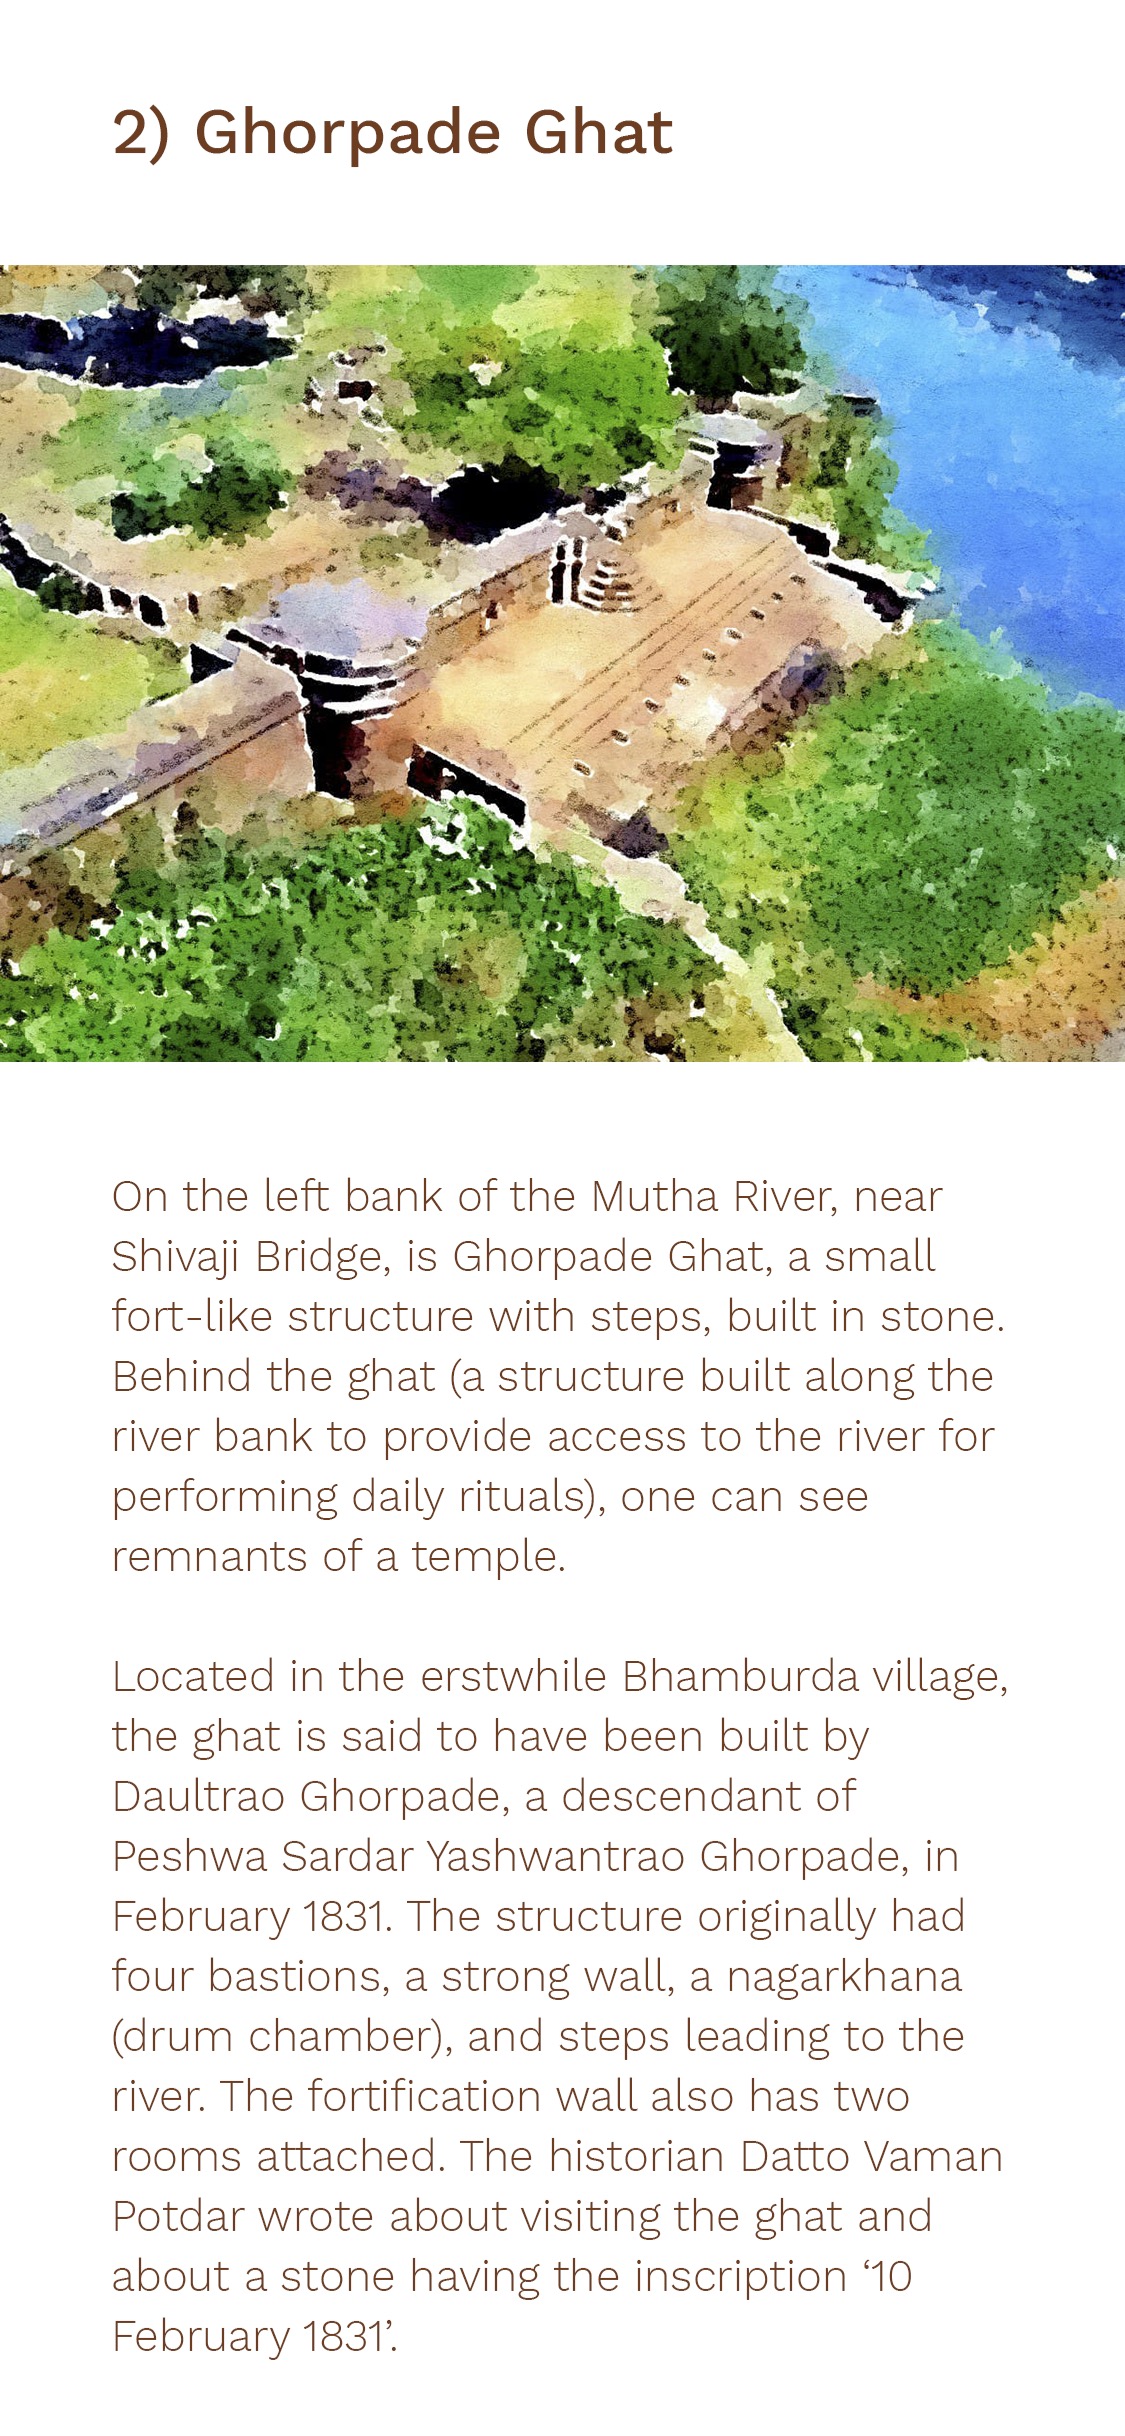 2) Ghorpade Ghat
On the left bank of the Mutha River, near
Shivaji Bridge, is Ghorpade Ghat, a small
fort-like structure with steps, built in stone.
Behind the ghat (a structure built along the
river bank to provide access to the river for
performing daily rituals), one can see
remnants of a temple.
Located in the erstwhile Bhamburda village,
the ghat is said to have been built by
Daultrao Ghorpade, a descendant of
Peshwa Sardar Yashwantrao Ghorpade, in
February 1831. The structure originally had
four bastions, a strong wall, a nagarkhana
(drum chamber), and steps leading to the
river. The fortification wall also has two
rooms attached. The historian Datto Vaman
Potdar wrote about visiting the ghat and
about a stone having the inscription ‘10
February 1831’.